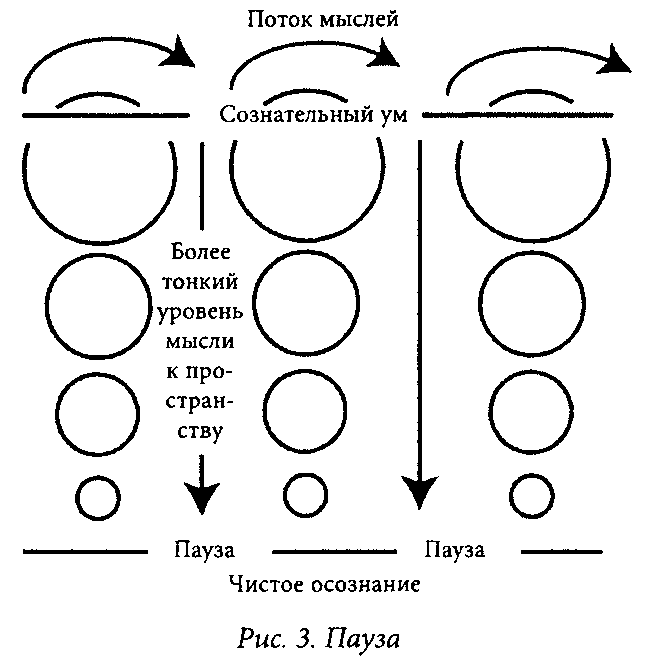 Поток мыслей
Сознательный ум
Более
тонкий
уровень
мысли
к про-
стран-
ству
Пауза
Пауза
Чистое осознание
Рис. 3. Пауза